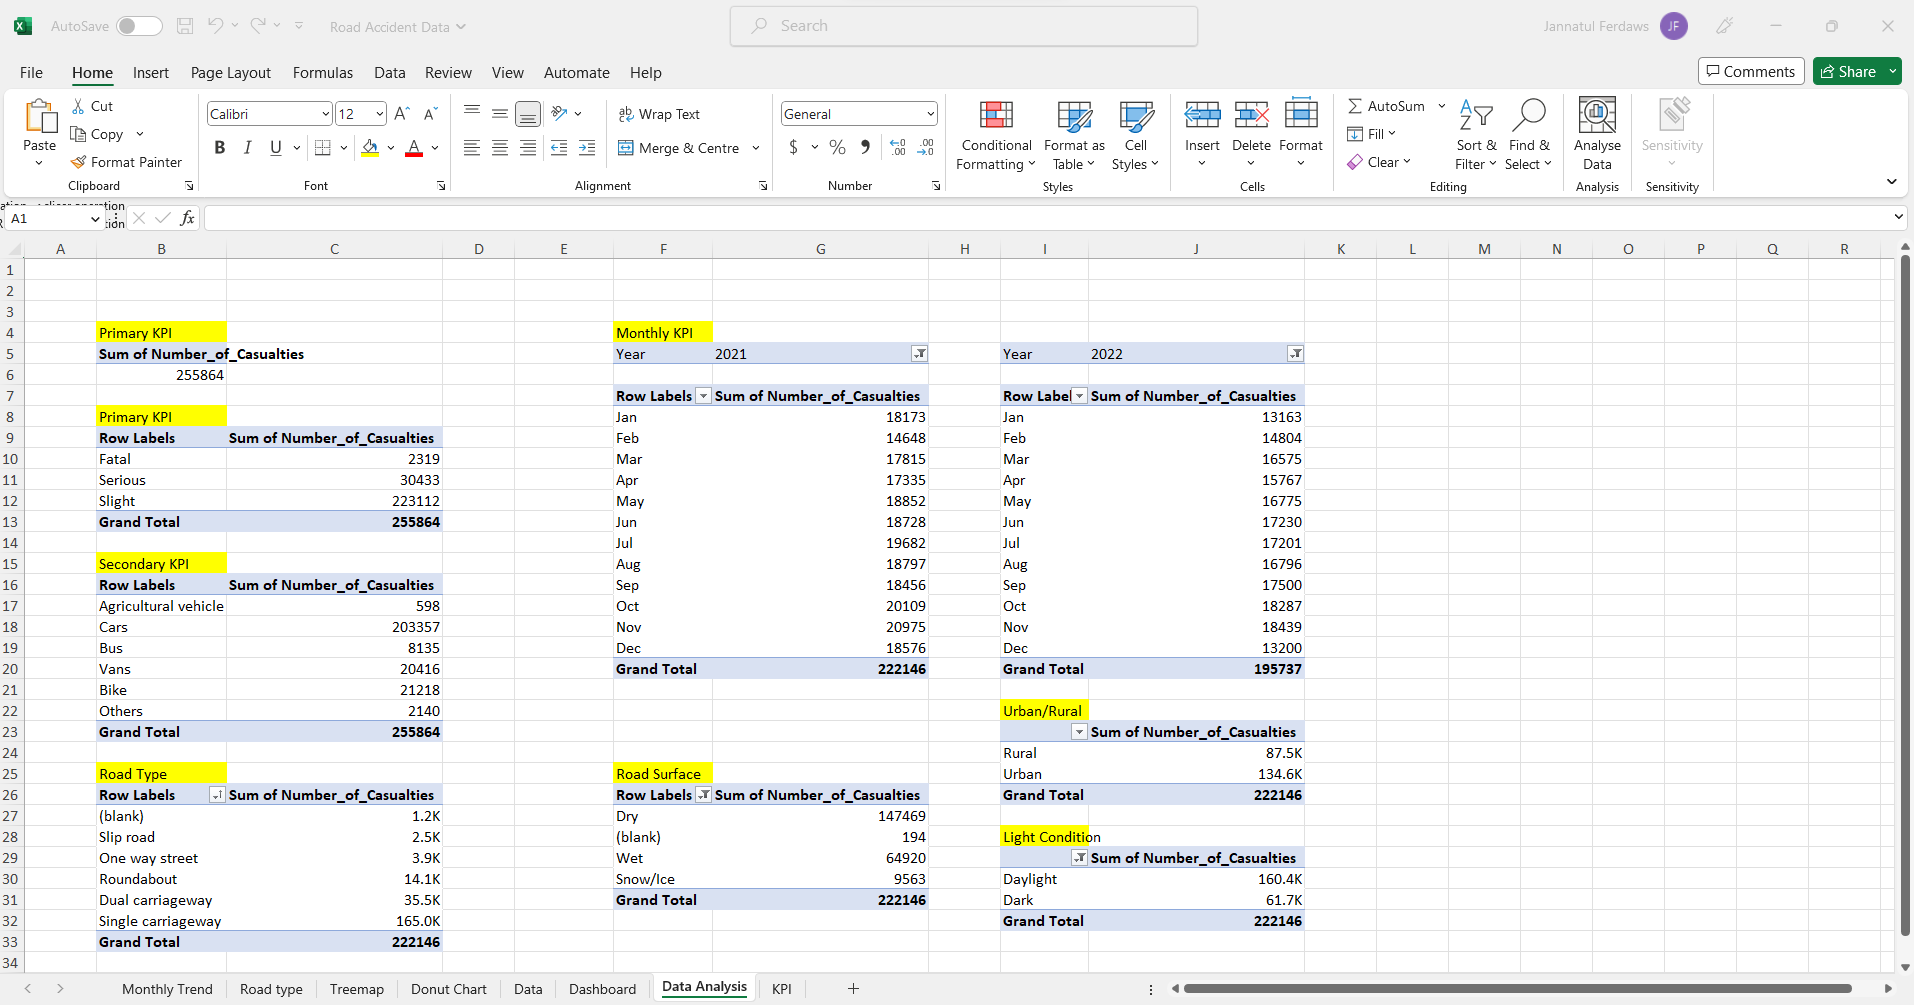 AutoSave Road Accident Data Search Jannatul Ferdaws JF
File Home Insert Page Layout Formulas Data Review View Automate Help Comments Share
Paste
Cut
Copy
Format Painter
Clipboard
Calibri 12
B I U
Font
Wrap Text
Merge & Centre
Alignment
General
$ % 9
Number
Conditional Formatting
Format as Table
Cell Styles
Styles
Insert Delete Format
Cells
AutoSum
Fill
Clear
Sort & Filter
Find & Select
Editing
Analyse Data
Analysis
Sensitivity
Sensitivity
A1 fx
A B C D E F G H I J K L M N O P Q R
1
2
3
4 Primary KPI Monthly KPI
5 Sum of Number_of_Casualties Year 2021 Year 2022
6 255864
7 Row Labels Sum of Number_of_Casualties Row Label Sum of Number_of_Casualties
8 Primary KPI Jan 18173 Jan 13163
9 Row Labels Sum of Number_of_Casualties Feb 14648 Feb 14804
10 Fatal 2319 Mar 17815 Mar 16575
11 Serious 30433 Apr 17335 Apr 15767
12 Slight 223112 May 18852 May 16775
13 Grand Total 255864 Jun 18728 Jun 17230
14 Jul 19682 Jul 17201
15 Secondary KPI Aug 18797 Aug 16796
16 Row Labels Sum of Number_of_Casualties Sep 18456 Sep 17500
17 Agricultural vehicle 598 Oct 20109 Oct 18287
18 Cars 203357 Nov 20975 Nov 18439
19 Bus 8135 Dec 18576 Dec 13200
20 Vans 20416 Grand Total 222146 Grand Total 195737
21 Bike 21218
22 Others 2140 Urban/Rural
23 Grand Total 255864 Sum of Number_of_Casualties
24 Rural 87.5K
25 Road Type Road Surface Urban 134.6K
26 Row Labels Sum of Number_of_Casualties Row Labels Sum of Number_of_Casualties Grand Total 222146
27 (blank) 1.2K Dry 147469
28 Slip road 2.5K (blank) 194 Light Condition
29 One way street 3.9K Wet 64920 Sum of Number_of_Casualties
30 Roundabout 14.1K Snow/Ice 9563 Daylight 160.4K
31 Dual carriageway 35.5K Grand Total 222146 Dark 61.7K
32 Single carriageway 165.0K Grand Total 222146
33 Grand Total 222146
34
Monthly Trend Road type Treemap Donut Chart Data Dashboard Data Analysis KPI +